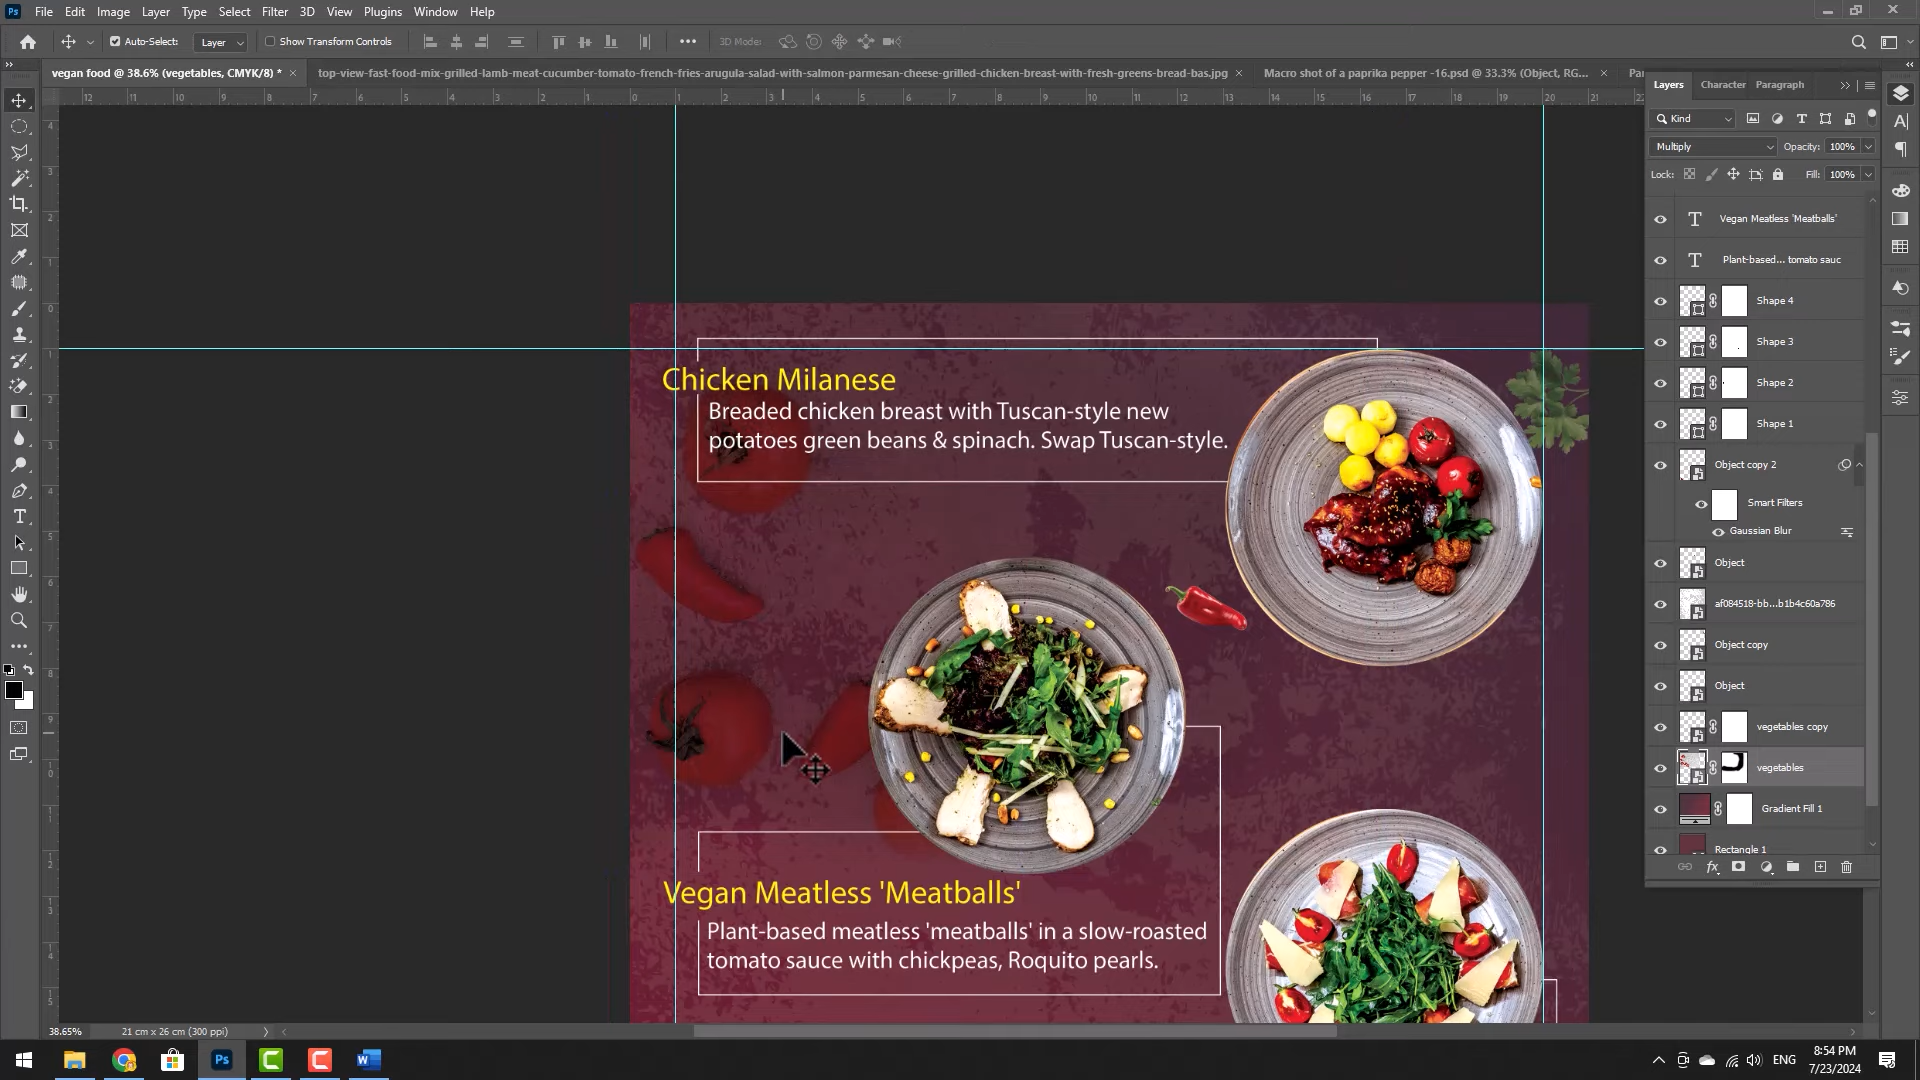 File Edit Image Layer Type Select Filter 3D View Plugins Window Help
Auto-Select: Layer Show Transform Controls 3D Mode:
vegan food @ 38.6% (vegetables, CMYK/8) *
top-view-fast-food-mix-grilled-lamb-meat-cucumber-tomato-french-fries-arugula-salad-with-salmon-parmesan-cheese-grilled-chicken-breast-with-fresh-greens-bread-bas.jpg
Macro shot of a paprika pepper -16.psd @ 33.3% (Object, RG...
Layers Character Paragraph
Kind
Multiply Opacity: 100%
Lock: Fill: 100%
Vegan Meatless 'Meatballs'
Plant-based... tomato sauc
Shape 4
Shape 3
Shape 2
Shape 1
Object copy 2
Smart Filters
Gaussian Blur
Object
af084518-bb...b1b4c60a786
Object copy
Object
vegetables copy
vegetables
Gradient Fill 1
Rectangle 1
Chicken Milanese
Breaded chicken breast with Tuscan-style new
potatoes green beans & spinach. Swap Tuscan-style.
Vegan Meatless 'Meatballs'
Plant-based meatless 'meatballs' in a slow-roasted
tomato sauce with chickpeas, Roquito pearls.
38.65% 21 cm x 26 cm (300 ppi)
ENG
8:54 PM
7/23/2024